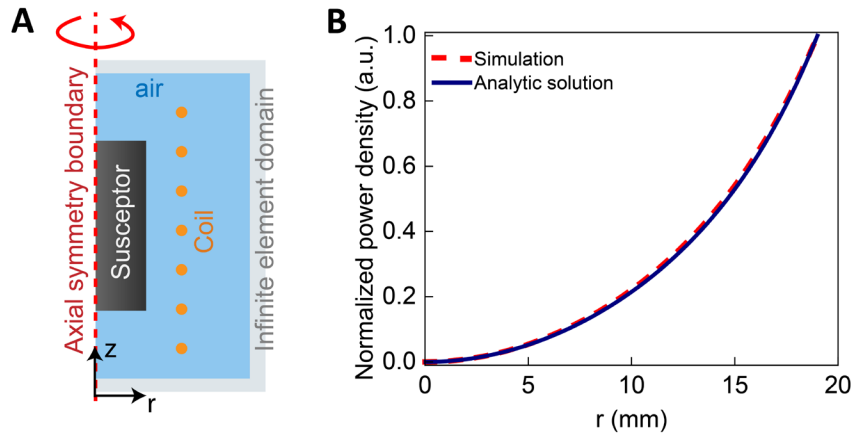 A
Axial symmetry boundary
air
Susceptor
Coil
Infinite element domain
z
r
B
Normalized power density (a.u.)
1.0
0.8
0.6
0.4
0.2
0.0
Simulation
Analytic solution
0
5
10
15
20
r (mm)